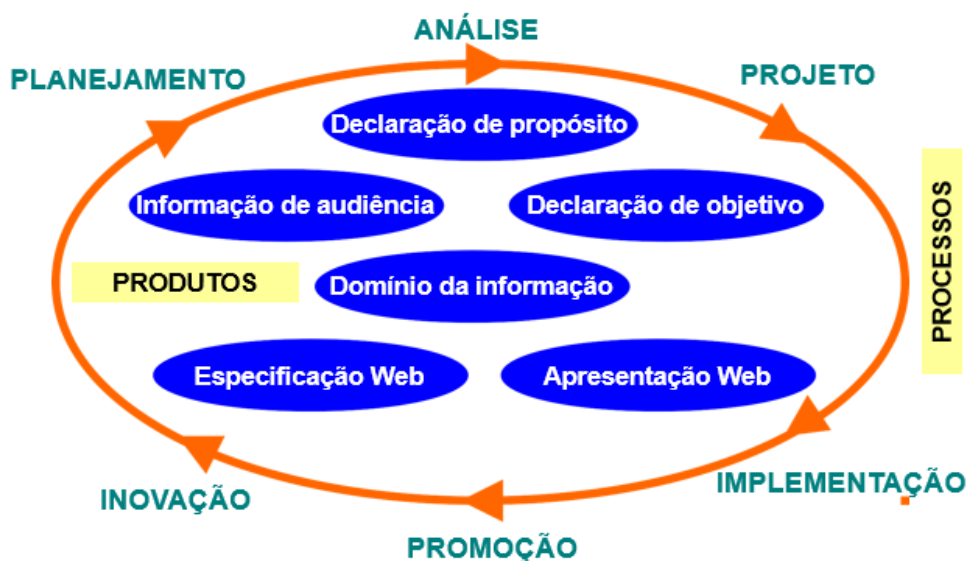 ANÁLISE
PLANEJAMENTO
PROJETO
Declaração de propósito
Informação de audiência
Declaração de objetivo
PROCESSOS
PRODUTOS
Domínio da informação
Especificação Web
Apresentação Web
INOVAÇÃO
IMPLEMENTAÇÃO
PROMOÇÃO